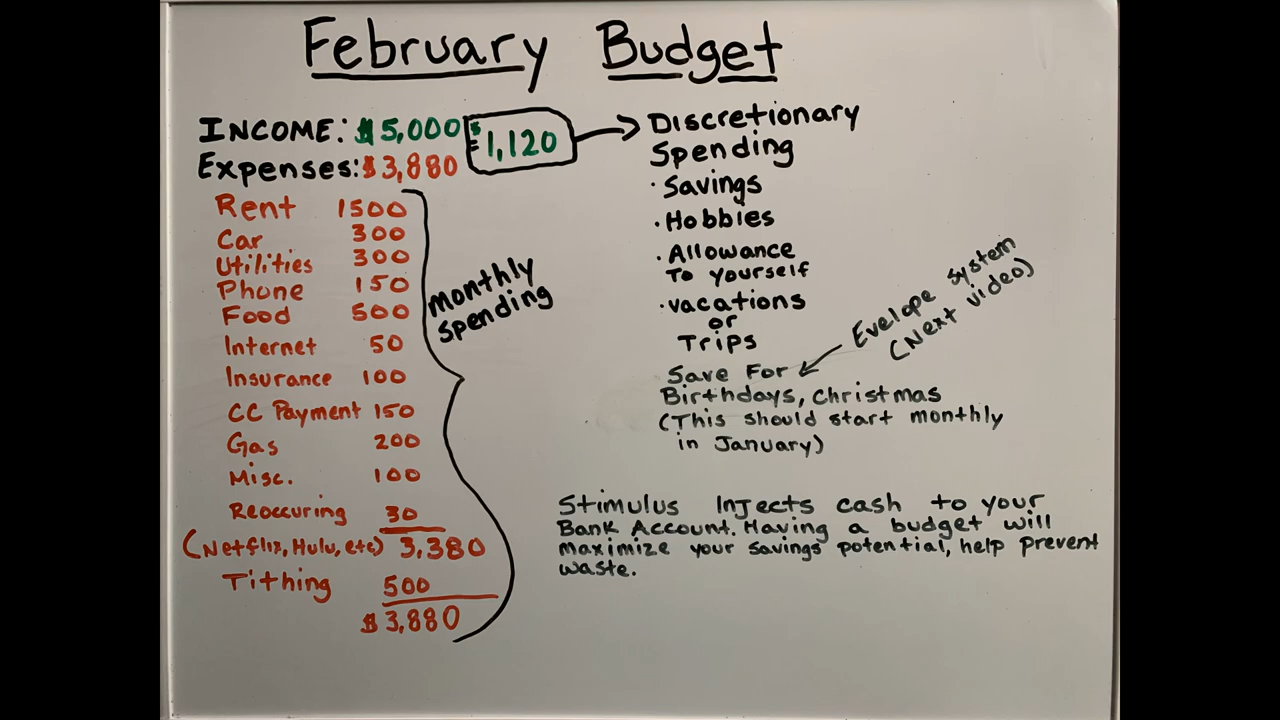 February Budget
INCOME: $5,000
Expenses: $3,880
= $1,120
Rent 1500
Car 300
Utilities 300
Phone 150
Food 500
Internet 50
Insurance 100
CC Payment 150
Gas 200
Misc. 100
Reoccuring 30
(Netflix, Hulu, etc) 3,380
Tithing 500
$3,880
monthly
spending
Discretionary
Spending
· Savings
· Hobbies
· Allowance
To yourself
· vacations
or
Trips
Save For
Birthdays, Christmas
(This should start monthly
in January)
Evelope system
(Next video)
Stimulus Injects cash to your
Bank Account. Having a budget will
maximize your savings potential, help prevent
waste.